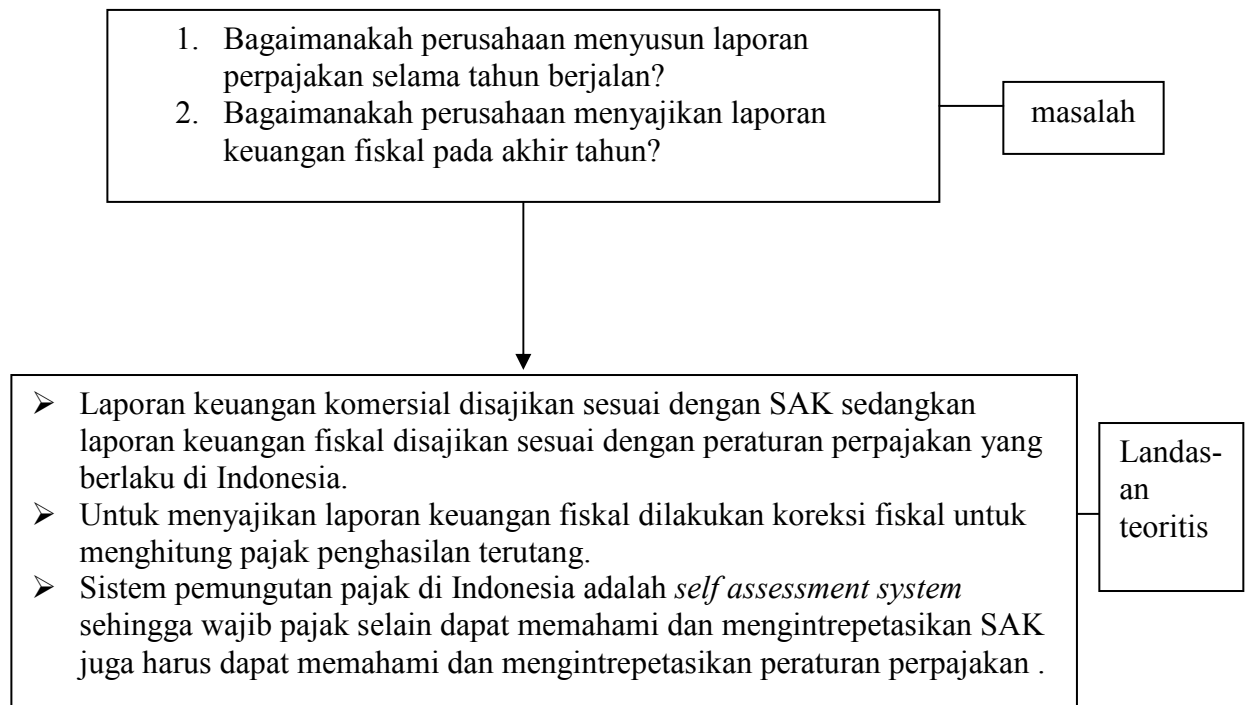 1. Bagaimanakah perusahaan menyusun laporan
perpajakan selama tahun berjalan?
2. Bagaimanakah perusahaan menyajikan laporan
keuangan fiskal pada akhir tahun?
masalah
➢ Laporan keuangan komersial disajikan sesuai dengan SAK sedangkan
laporan keuangan fiskal disajikan sesuai dengan peraturan perpajakan yang
berlaku di Indonesia.
➢ Untuk menyajikan laporan keuangan fiskal dilakukan koreksi fiskal untuk
menghitung pajak penghasilan terutang.
➢ Sistem pemungutan pajak di Indonesia adalah self assessment system
sehingga wajib pajak selain dapat memahami dan mengintrepetasikan SAK
juga harus dapat memahami dan mengintrepetasikan peraturan perpajakan .
Landas-
an
teoritis